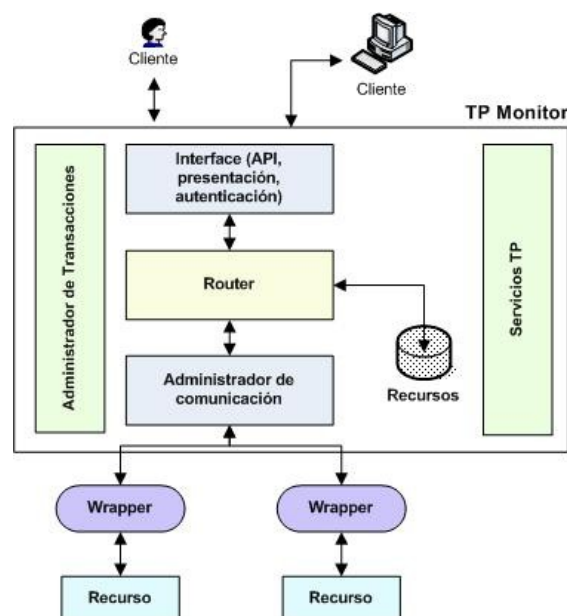 Cliente
Cliente
TP Monitor
Administrador de Transacciones
Interface (API,
presentación,
autenticación)
Servicios TP
Router
Recursos
Administrador de
comunicación
Wrapper
Wrapper
Recurso
Recurso